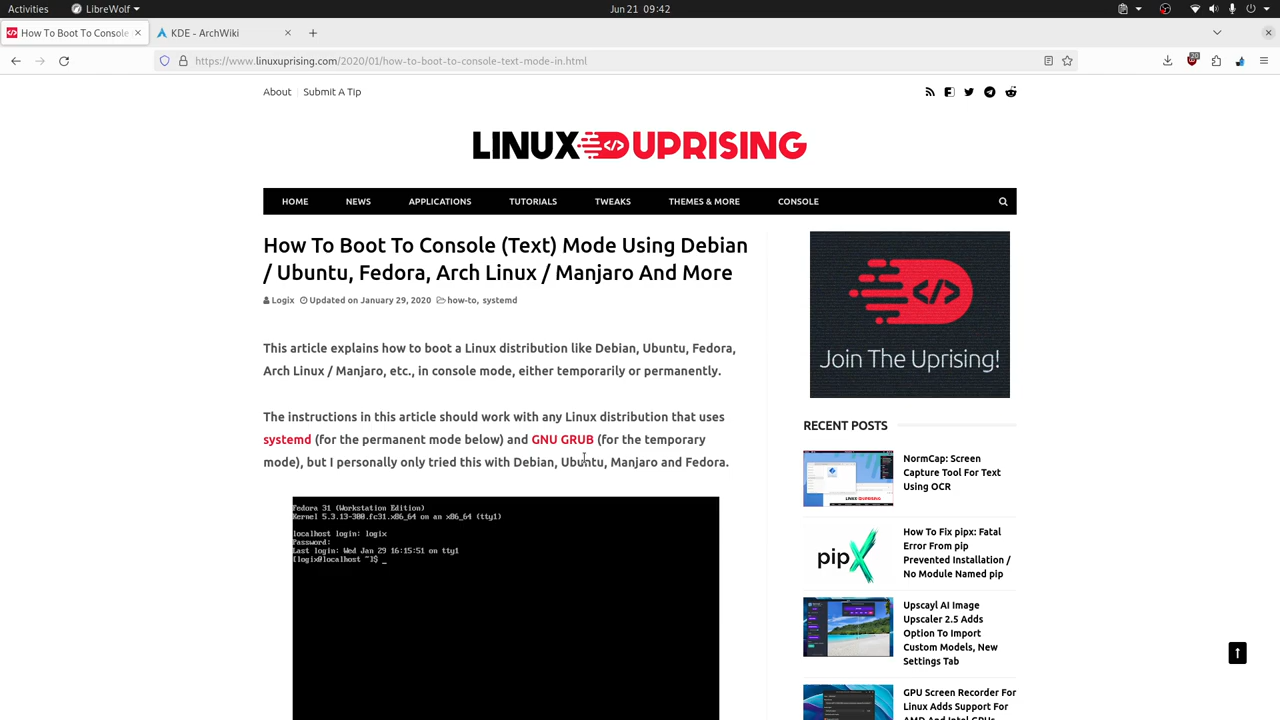 Activities LibreWolf Jun 21 09:42
How To Boot To Console KDE - ArchWiki
https://www.linuxuprising.com/2020/01/how-to-boot-to-console-text-mode-in.html 20
About Submit A Tip
LINUX </> UPRISING
HOME NEWS APPLICATIONS TUTORIALS TWEAKS THEMES & MORE CONSOLE
How To Boot To Console (Text) Mode Using Debian
/ Ubuntu, Fedora, Arch Linux / Manjaro And More
Logix Updated on January 29, 2020 how-to, systemd
This article explains how to boot a Linux distribution like Debian, Ubuntu, Fedora,
Arch Linux / Manjaro, etc., in console mode, either temporarily or permanently.
The instructions in this article should work with any Linux distribution that uses
systemd (for the permanent mode below) and GNU GRUB (for the temporary
mode), but I personally only tried this with Debian, Ubuntu, Manjaro and Fedora.
Fedora 31 (Workstation Edition)
Kernel 5.3.13-300.fc31.x86_64 on an x86_64 (tty1)
localhost login: logix
Password:
Last login: Wed Jan 29 16:15:51 on tty1
[logix@localhost ~]$ _
</>
Join The Uprising!
RECENT POSTS
NormCap: Screen
Capture Tool For Text
Using OCR
pipX
How To Fix pipx: Fatal
Error From pip
Prevented Installation /
No Module Named pip
Upscayl AI Image
Upscaler 2.5 Adds
Option To Import
Custom Models, New
Settings Tab
GPU Screen Recorder For
Linux Adds Support For
AMD And Intel GPUs